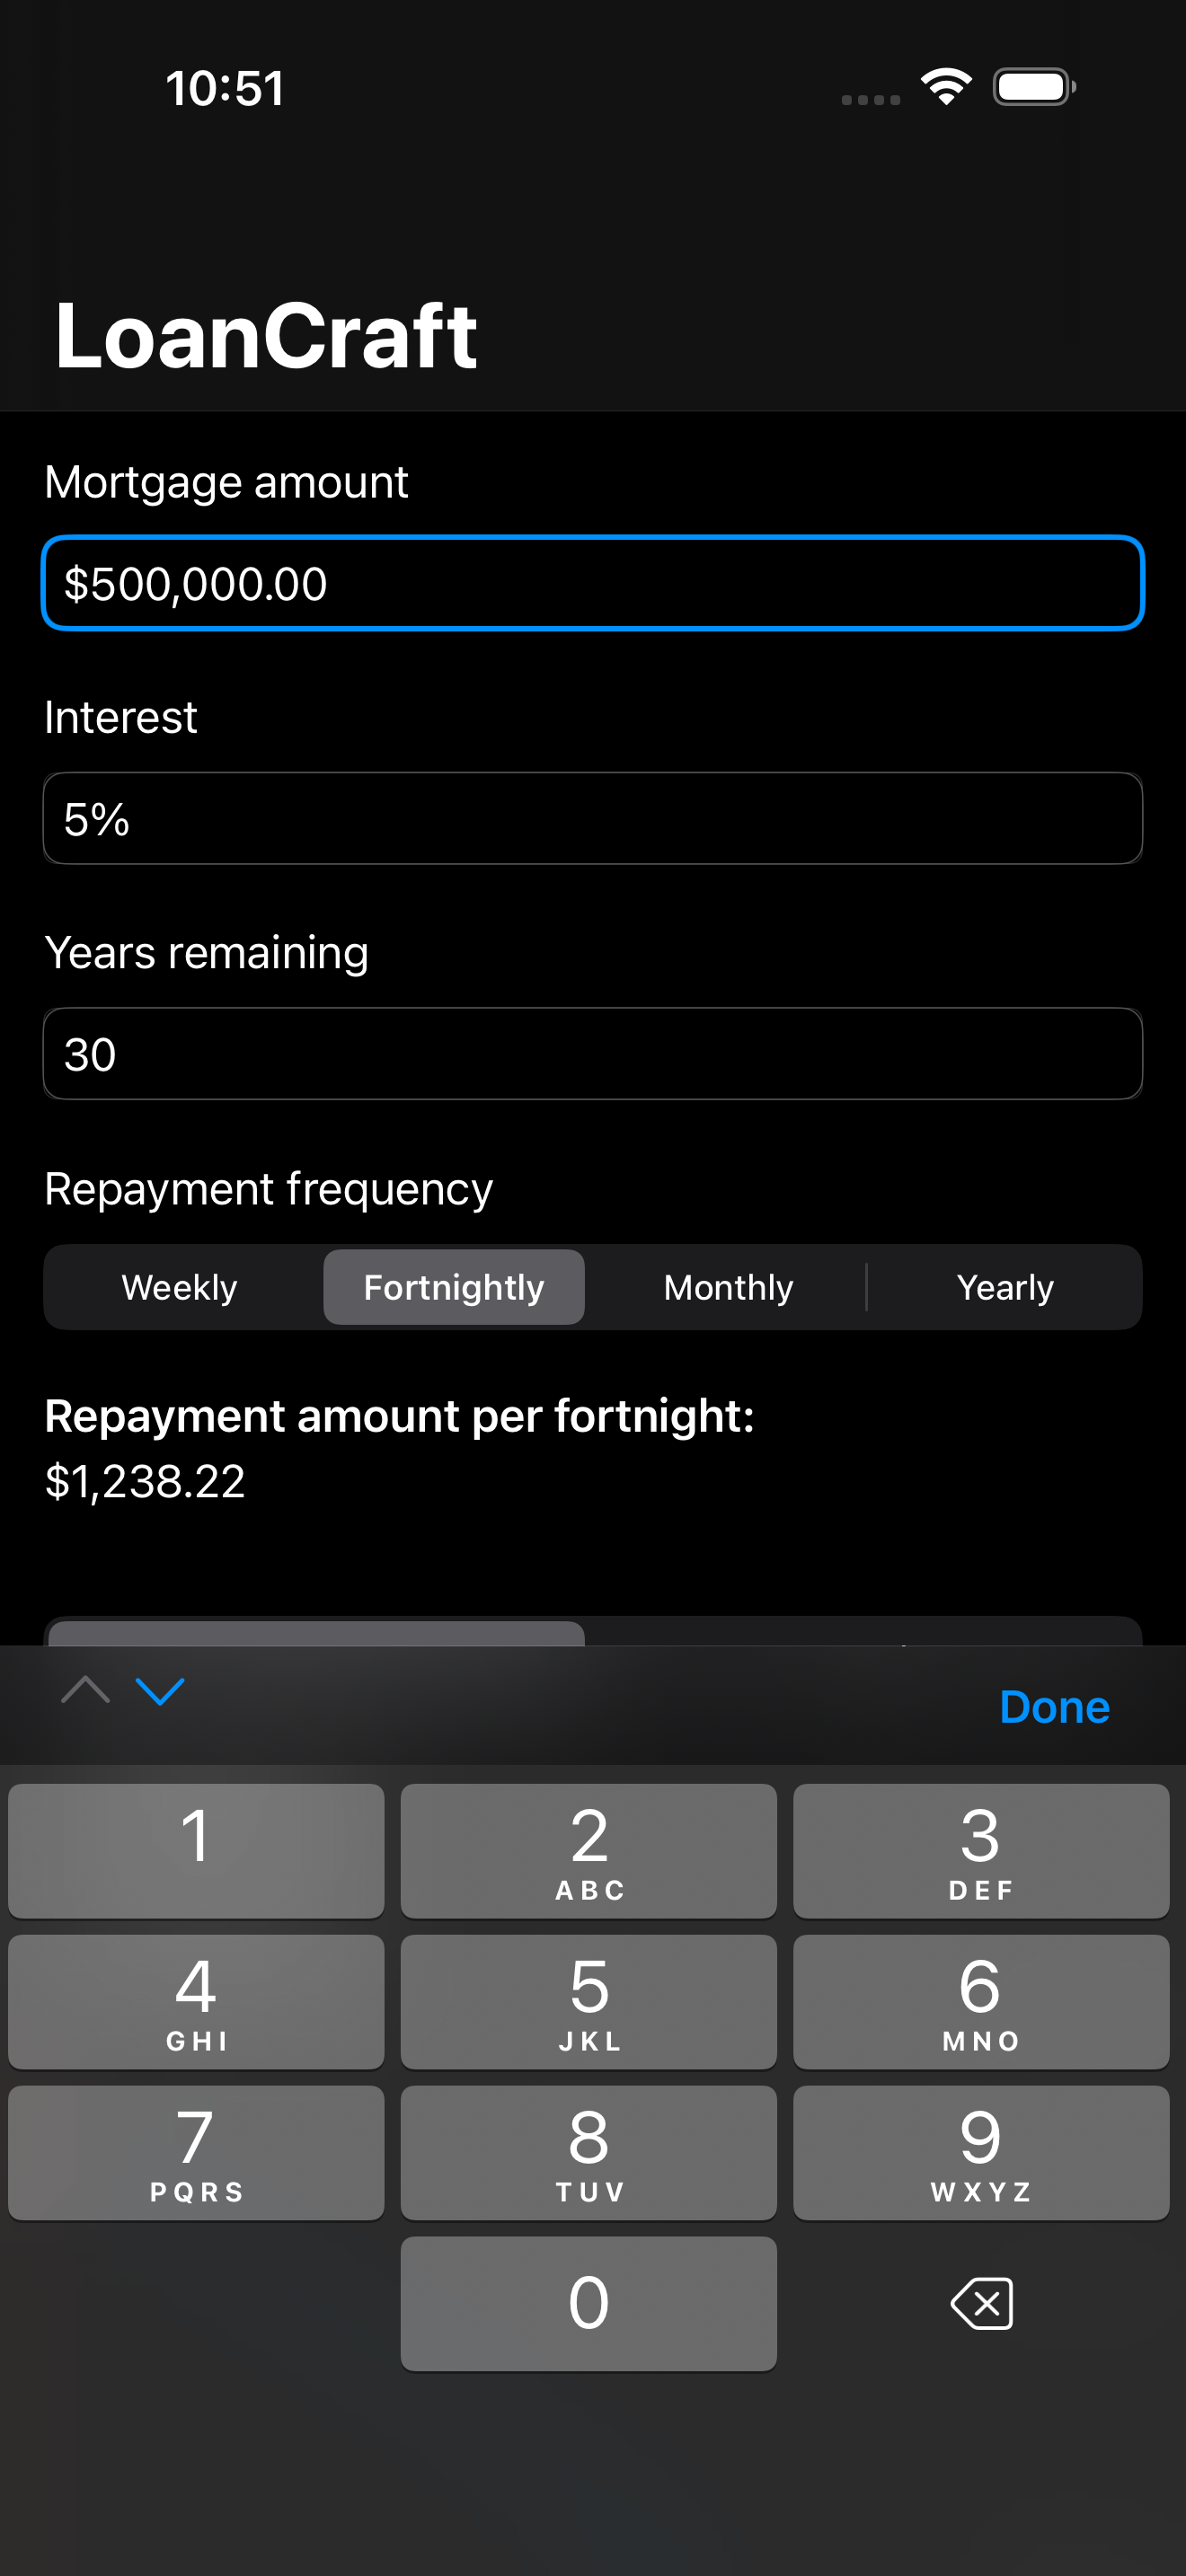 10:51
LoanCraft
Mortgage amount
$500,000.00
Interest
5%
Years remaining
30
Repayment frequency
Weekly Fortnightly Monthly Yearly
Repayment amount per fortnight:
$1,238.22
Done
1 2 3
ABC DEF
4 5 6
GHI JKL MNO
7 8 9
PQRS TUV WXYZ
0